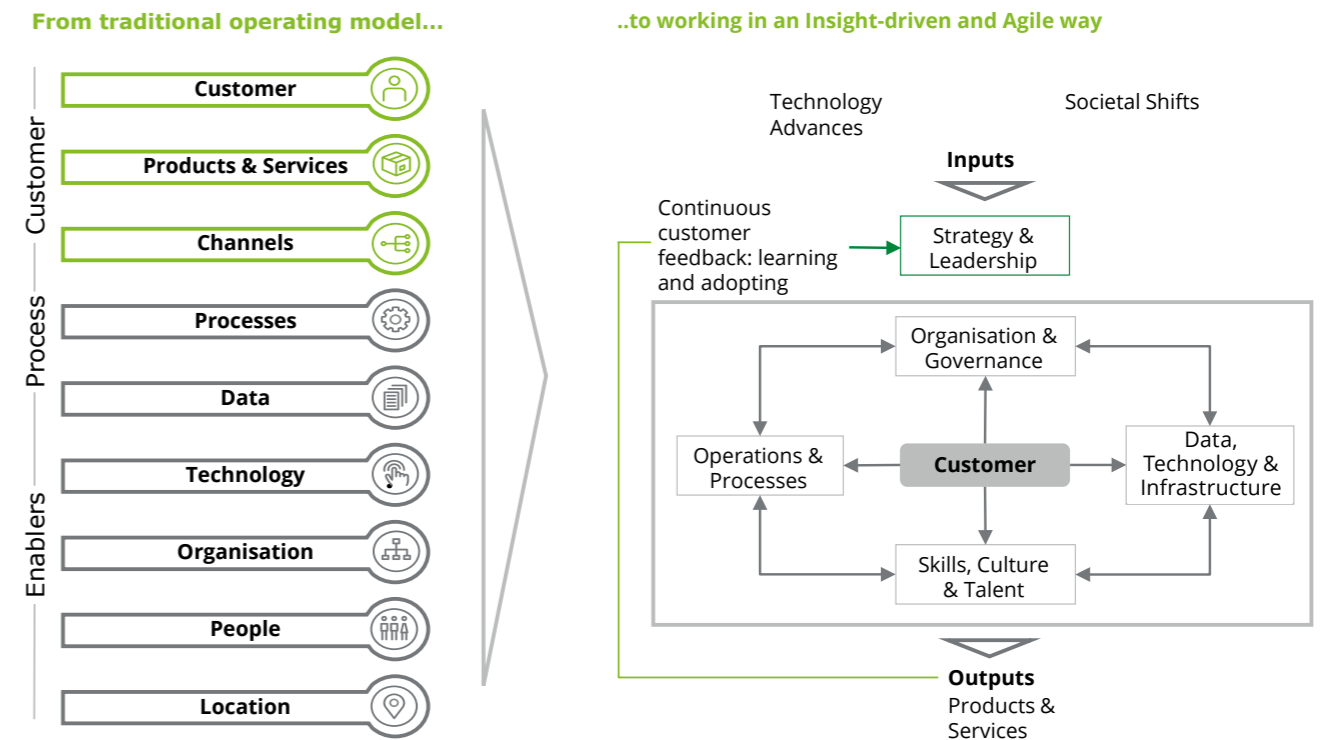 From traditional operating model...
Customer
Process
Enablers
Customer
Products & Services
Channels
Processes
Data
Technology
Organisation
People
Location
..to working in an Insight-driven and Agile way
Technology
Advances
Societal Shifts
Inputs
Continuous
customer
feedback: learning
and adopting
Strategy &
Leadership
Organisation &
Governance
Operations &
Processes
Customer
Data,
Technology &
Infrastructure
Skills, Culture
& Talent
Outputs
Products &
Services